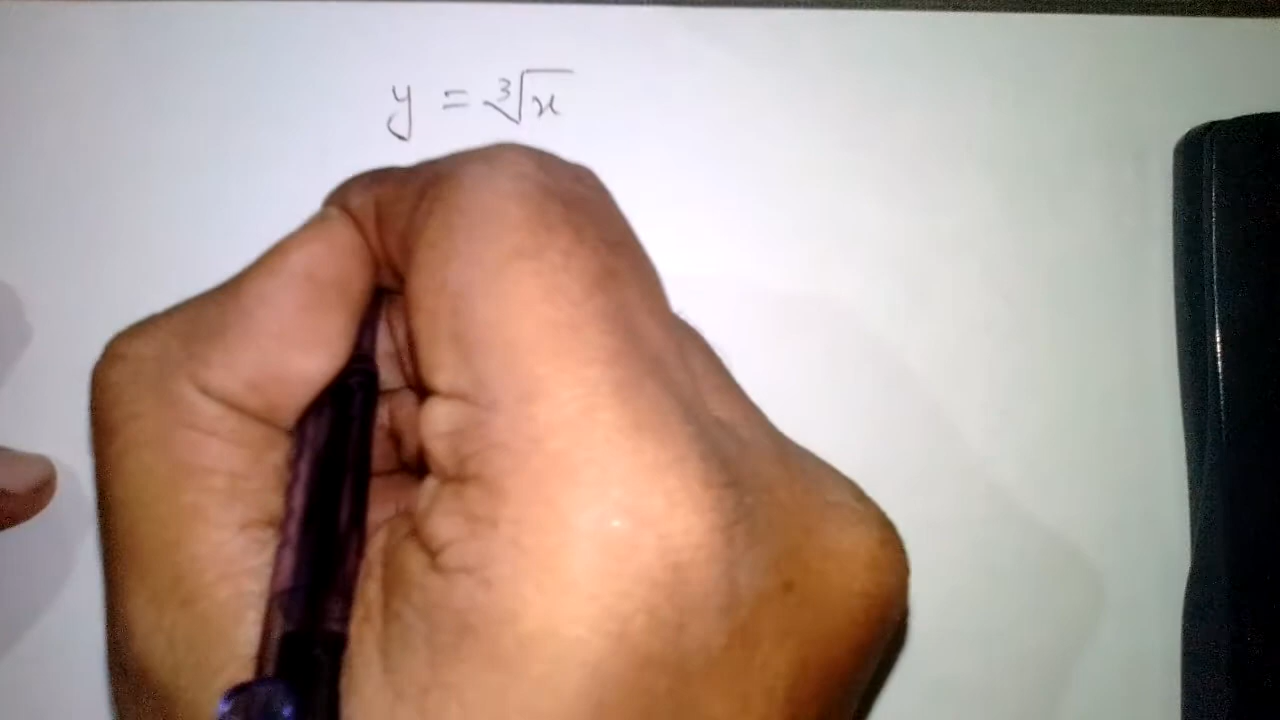 y = ∛x